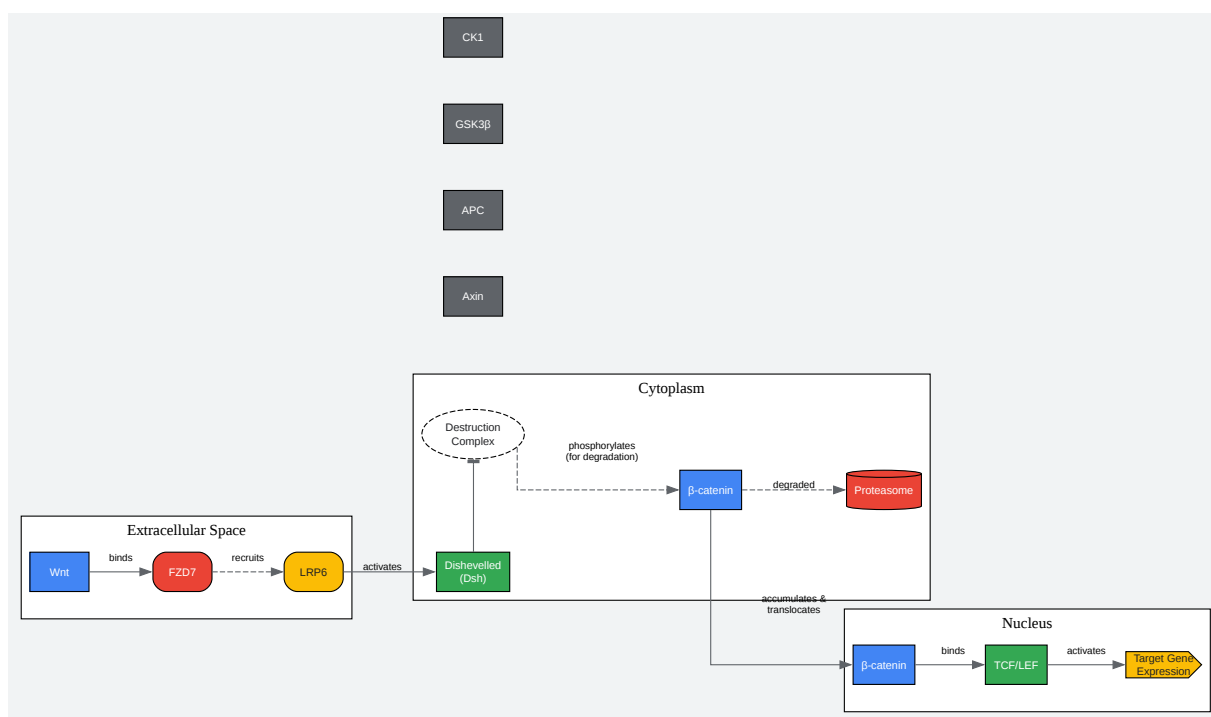 CK1
GSK3β
APC
Axin
Cytoplasm
Destruction
Complex
phosphorylates
(for degradation)
β-catenin
degraded
Proteasome
Extracellular Space
Wnt
binds
FZD7
recruits
LRP6
activates
Dishevelled
(Dsh)
accumulates &
translocates
Nucleus
β-catenin
binds
TCF/LEF
activates
Target Gene
Expression